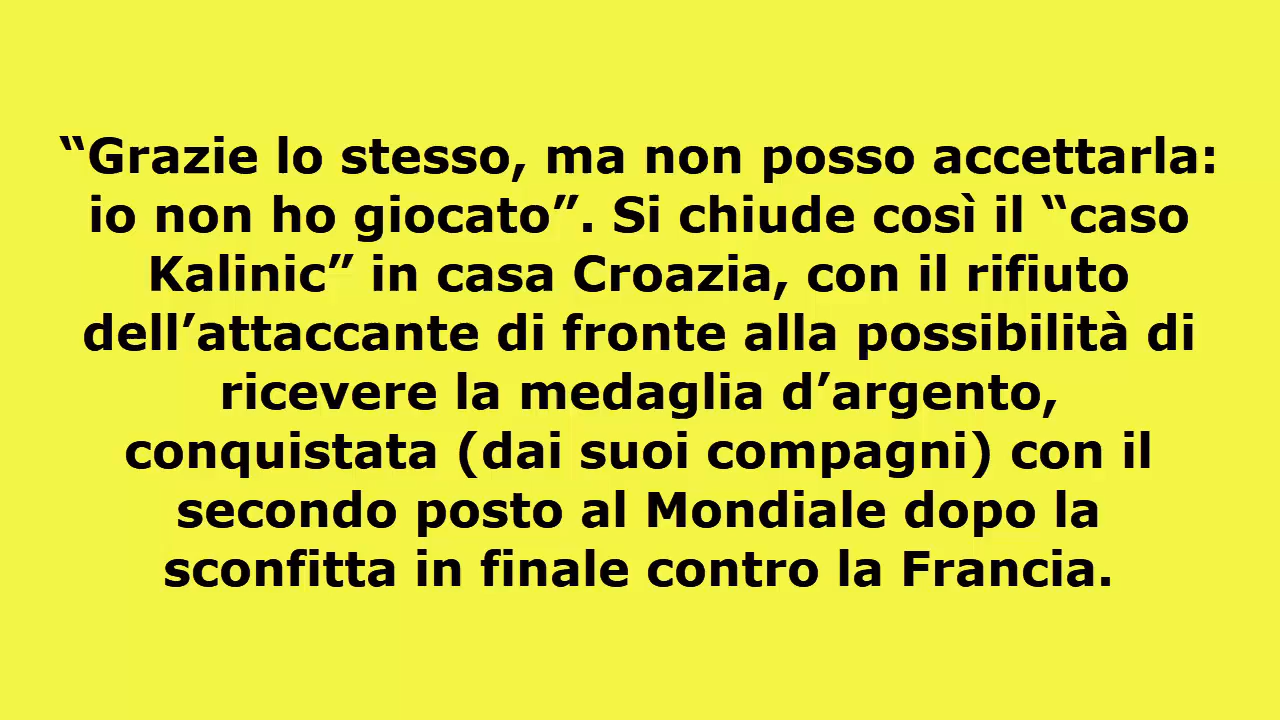 “Grazie lo stesso, ma non posso accettarla:
io non ho giocato”. Si chiude così il “caso
Kalinic” in casa Croazia, con il rifiuto
dell’attaccante di fronte alla possibilità di
ricevere la medaglia d’argento,
conquistata (dai suoi compagni) con il
secondo posto al Mondiale dopo la
sconfitta in finale contro la Francia.